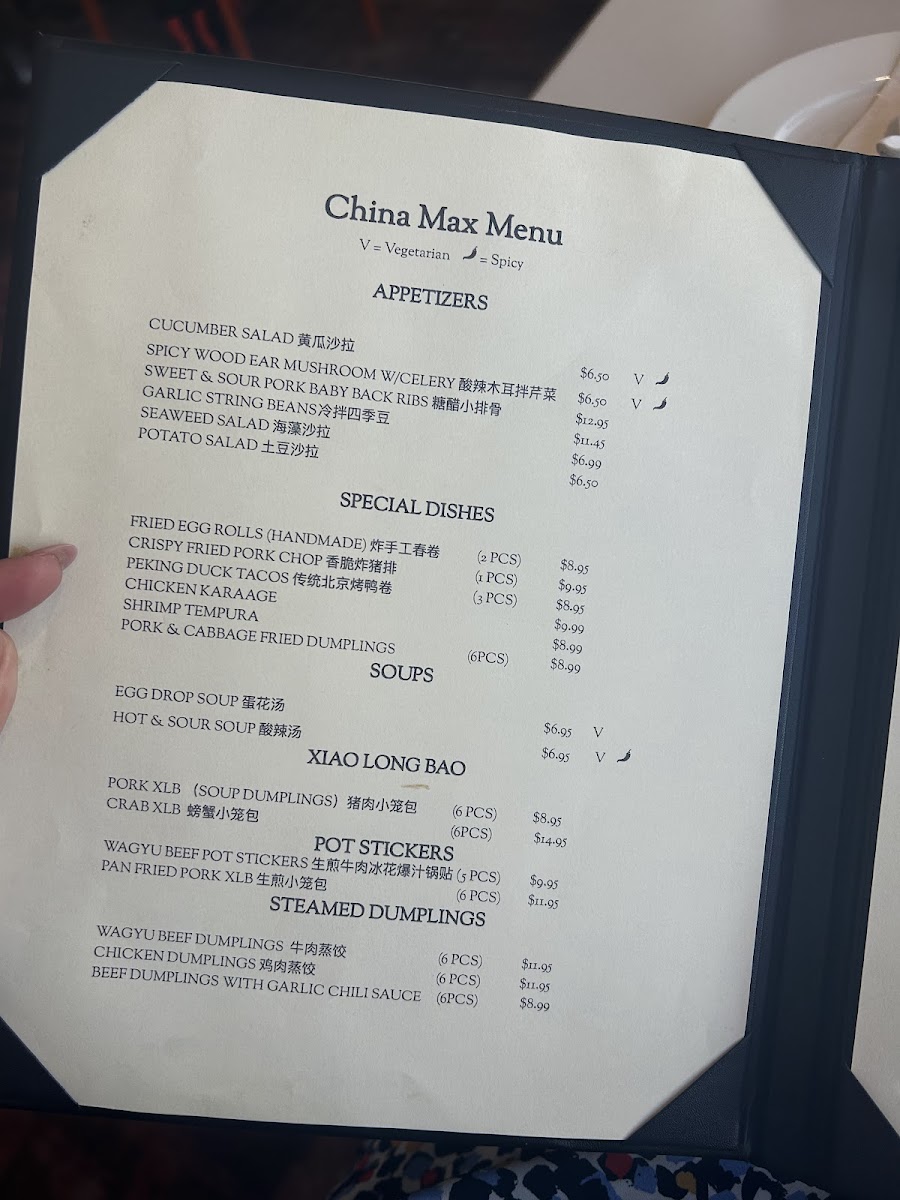 China Max Menu
V = Vegetarian = Spicy
APPETIZERS
CUCUMBER SALAD 黄瓜沙拉 $6.50 V
SPICY WOOD EAR MUSHROOM W/CELERY 酸辣木耳拌芹菜 $6.50 V
SWEET & SOUR PORK BABY BACK RIBS 糖醋小排骨 $12.95
GARLIC STRING BEANS冷拌四季豆 $11.45
SEAWEED SALAD 海藻沙拉 $6.99
POTATO SALAD 土豆沙拉 $6.50
SPECIAL DISHES
FRIED EGG ROLLS (HANDMADE) 炸手工春卷 (2 PCS) $8.95
CRISPY FRIED PORK CHOP 香脆炸猪排 (1 PCS) $9.95
PEKING DUCK TACOS 传统北京烤鸭卷 (3 PCS) $8.95
CHICKEN KARAAGE $9.99
SHRIMP TEMPURA $8.99
PORK & CABBAGE FRIED DUMPLINGS (6PCS) $8.99
SOUPS
EGG DROP SOUP 蛋花汤 $6.95 V
HOT & SOUR SOUP 酸辣汤 $6.95 V
XIAO LONG BAO
PORK XLB （SOUP DUMPLINGS）猪肉小笼包 (6 PCS) $8.95
CRAB XLB 螃蟹小笼包 (6PCS) $14.95
POT STICKERS
WAGYU BEEF POT STICKERS 生煎牛肉冰花爆汁锅贴 (5 PCS) $9.95
PAN FRIED PORK XLB 生煎小笼包 (6 PCS) $11.95
STEAMED DUMPLINGS
WAGYU BEEF DUMPLINGS 牛肉蒸饺 (6 PCS) $11.95
CHICKEN DUMPLINGS 鸡肉蒸饺 (6 PCS) $11.95
BEEF DUMPLINGS WITH GARLIC CHILI SAUCE (6PCS) $8.99